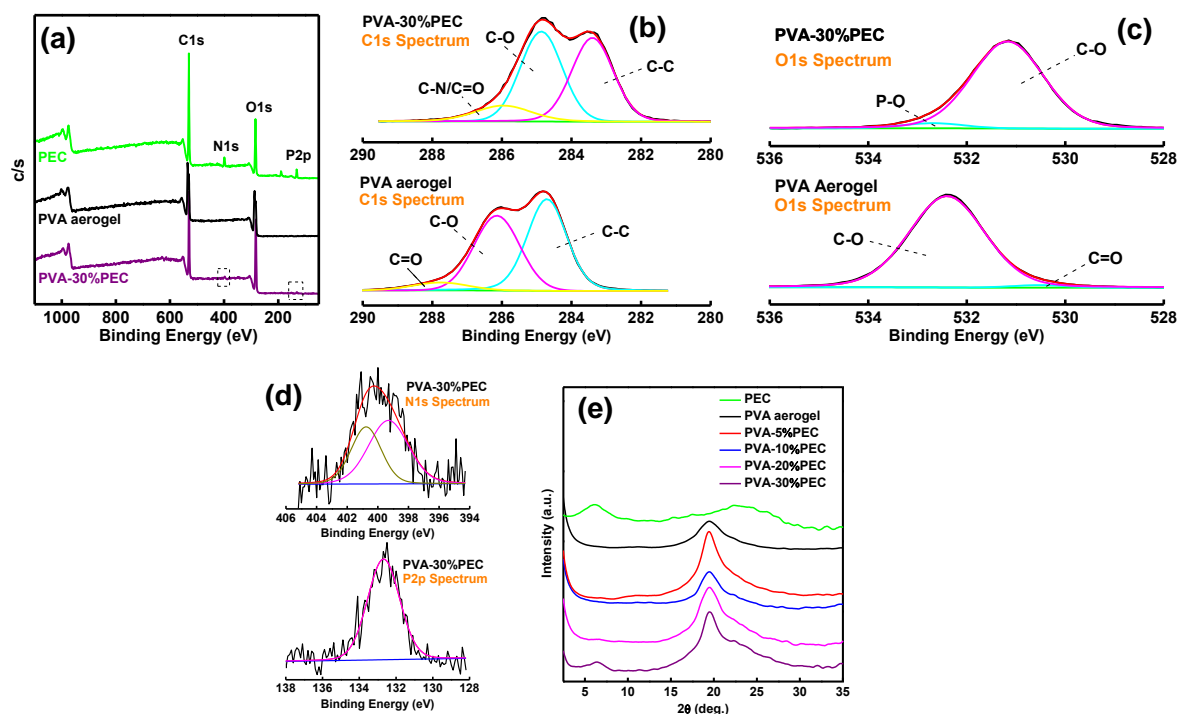 (a)
C1s
O1s
N1s
P2p
PEC
PVA aerogel
PVA-30%PEC
c/s
1000 800 600 400 200
Binding Energy (eV)
(b)
PVA-30%PEC
C1s Spectrum
C-O
C-C
C-N/C=O
290 288 286 284 282 280
PVA aerogel
C1s Spectrum
C-O
C-C
C=O
290 288 286 284 282 280
Binding Energy (eV)
(c)
PVA-30%PEC
O1s Spectrum
C-O
P-O
536 534 532 530 528
PVA Aerogel
O1s Spectrum
C-O
C=O
536 534 532 530 528
Binding Energy (eV)
(d)
PVA-30%PEC
N1s Spectrum
406 404 402 400 398 396 394
Binding Energy (eV)
PVA-30%PEC
P2p Spectrum
138 136 134 132 130 128
Binding Energy (eV)
(e)
PEC
PVA aerogel
PVA-5%PEC
PVA-10%PEC
PVA-20%PEC
PVA-30%PEC
Intensity (a.u.)
5 10 15 20 25 30 35
2θ (deg.)